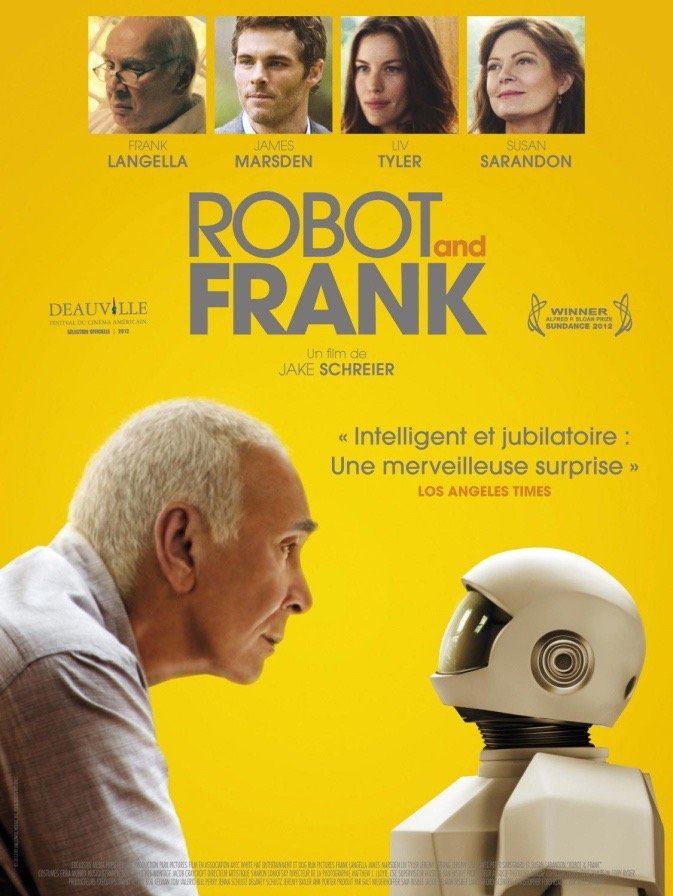 FRANK
LANGELLA
JAMES
MARSDEN
LIV
TYLER
SUSAN
SARANDON
ROBOT and
FRANK
DEAUVILLE
FESTIVAL DU CINÉMA AMÉRICAIN
SÉLECTION OFFICIELLE | 2012
WINNER
ALFRED P. SLOAN PRIZE
SUNDANCE 2012
Un film de
JAKE SCHREIER
« Intelligent et jubilatoire :
Une merveilleuse surprise »
LOS ANGELES TIMES